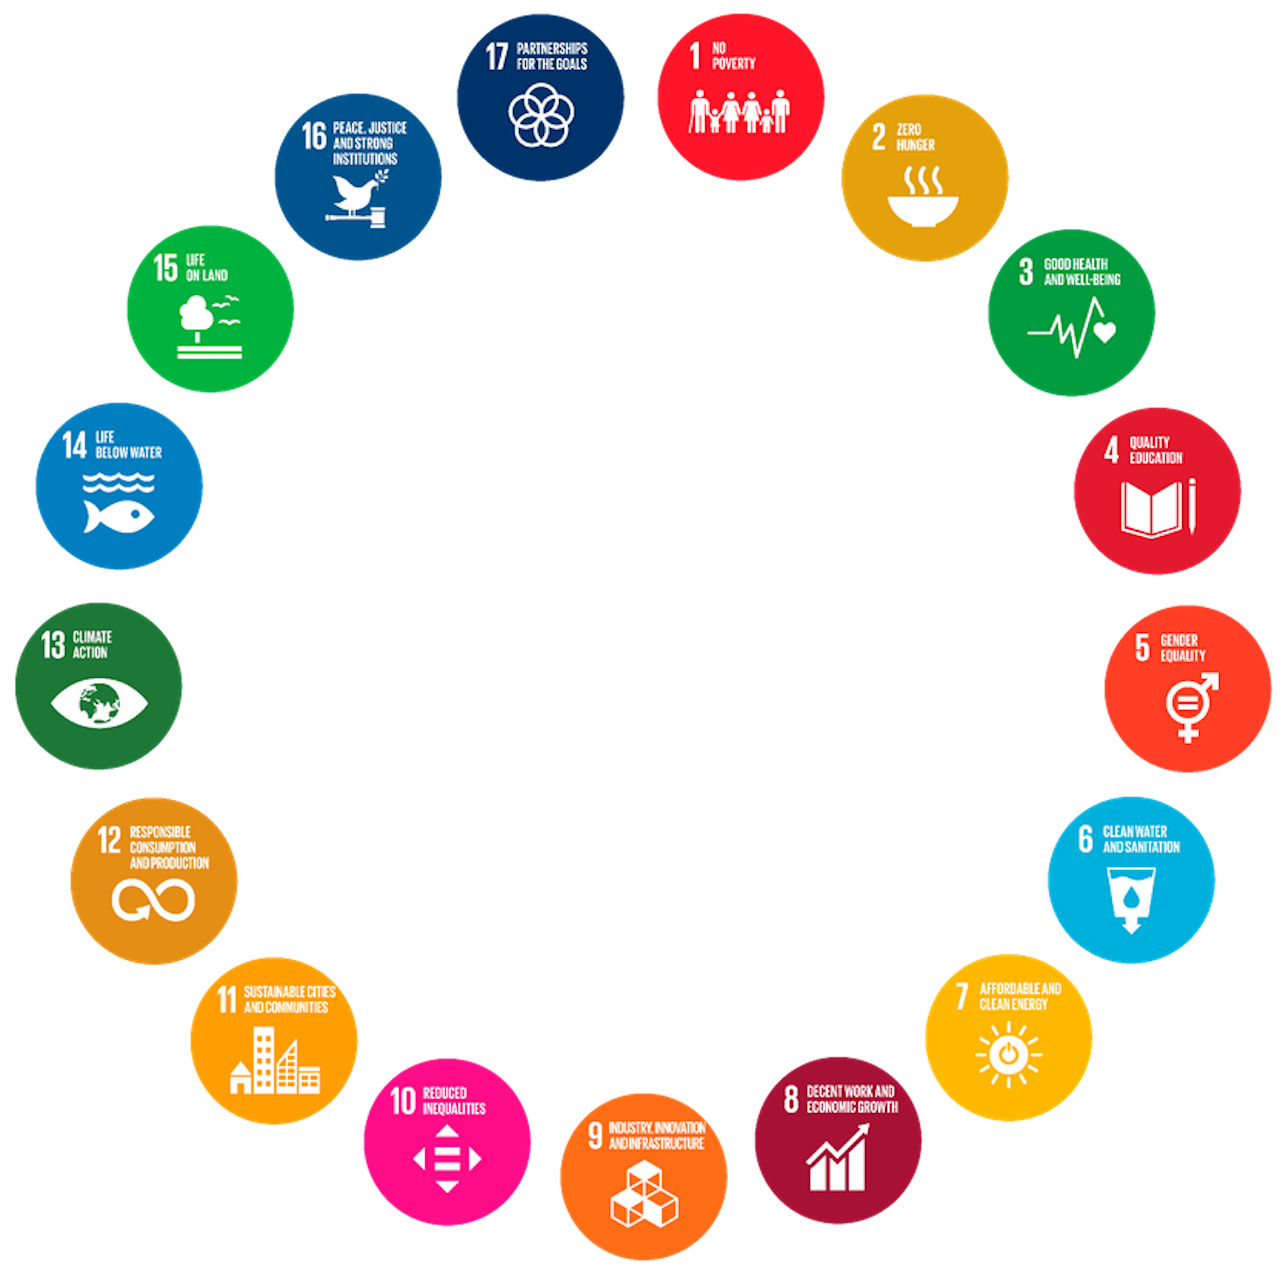 1 NO
POVERTY
2 ZERO
HUNGER
3 GOOD HEALTH
AND WELL-BEING
4 QUALITY
EDUCATION
5 GENDER
EQUALITY
6 CLEAN WATER
AND SANITATION
7 AFFORDABLE AND
CLEAN ENERGY
8 DECENT WORK AND
ECONOMIC GROWTH
9 INDUSTRY, INNOVATION
AND INFRASTRUCTURE
10 REDUCED
INEQUALITIES
11 SUSTAINABLE CITIES
AND COMMUNITIES
12 RESPONSIBLE
CONSUMPTION
AND PRODUCTION
13 CLIMATE
ACTION
14 LIFE
BELOW WATER
15 LIFE
ON LAND
16 PEACE, JUSTICE
AND STRONG
INSTITUTIONS
17 PARTNERSHIPS
FOR THE GOALS